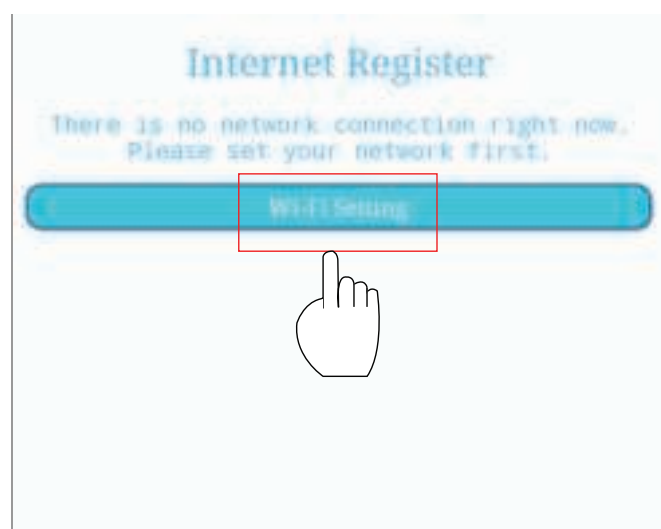 Internet Register
There is no network connection right now.
Please set your network first.
Wi-Fi Setting